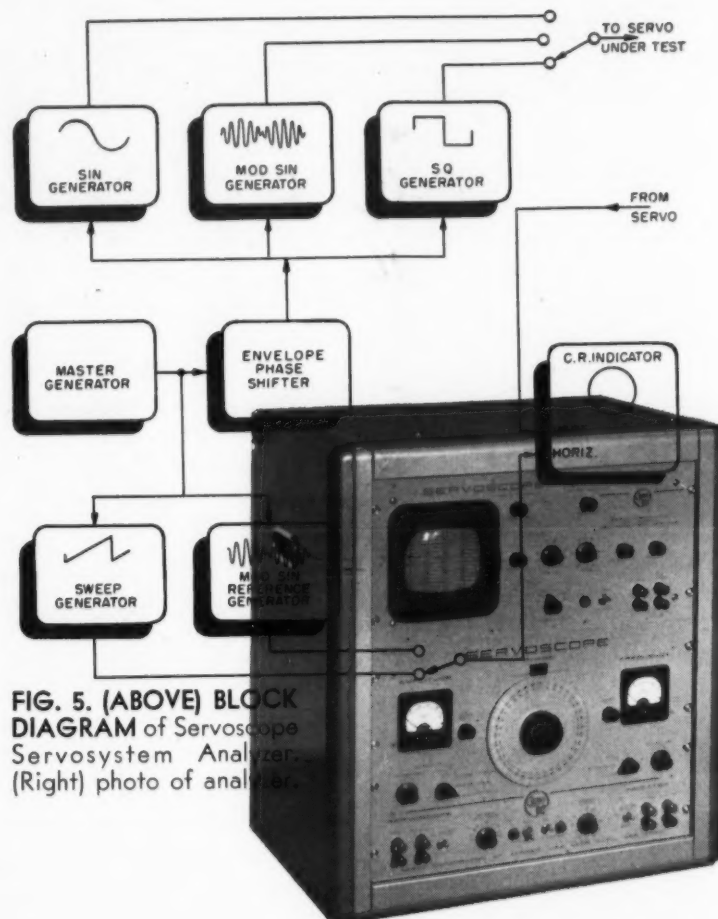 TO SERVO
UNDER TEST
SIN
GENERATOR
MOD SIN
GENERATOR
SQ
GENERATOR
FROM
SERVO
MASTER
GENERATOR
ENVELOPE
PHASE
SHIFTER
C.R. INDICATOR
HORIZ.
SERVOSCOPE
SWEEP
GENERATOR
MOD SIN
REFERENCE
GENERATOR
SERVOSCOPE
FIG. 5. (ABOVE) BLOCK
DIAGRAM of Servoscope
Servosystem Analyzer.
(Right) photo of analyzer.